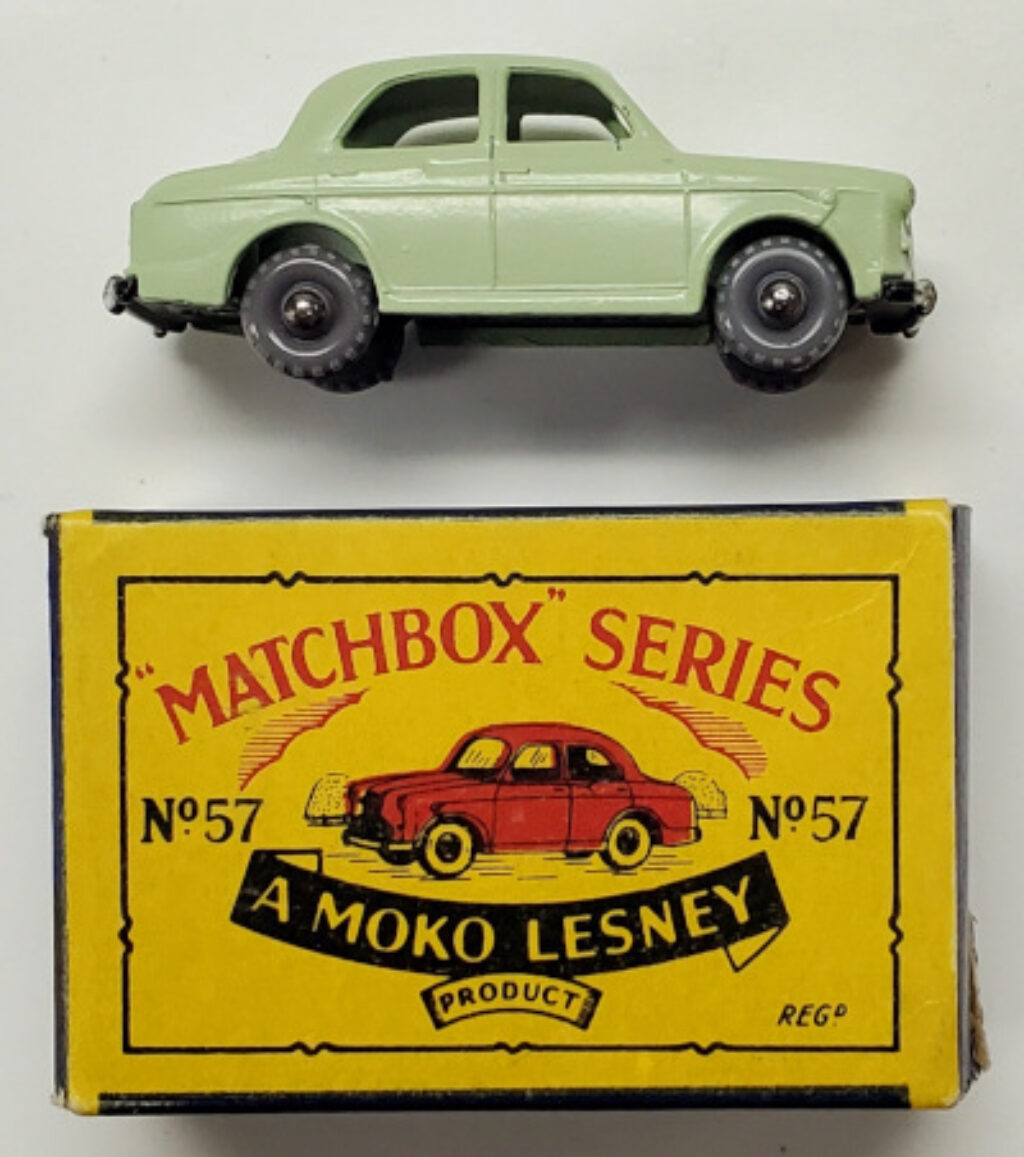 "MATCHBOX" SERIES
Nº57 Nº57
A MOKO LESNEY
PRODUCT
REGᴰ